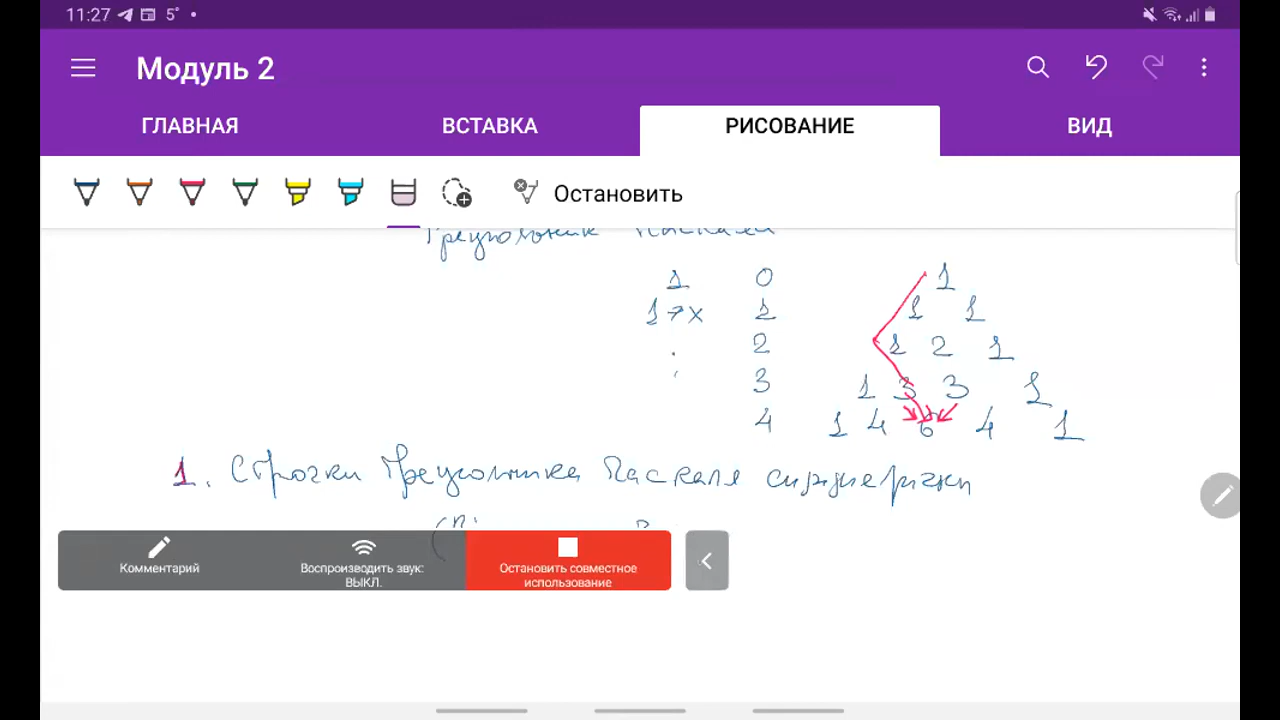 11:27 5°
Модуль 2
ГЛАВНАЯ ВСТАВКА РИСОВАНИЕ ВИД
Остановить
Треугольник Паскаля
1 0 1
1+x 1 1 1
2 1 2 1
3 1 3 3 1
4 1 4 6 4 1
1. Строчки Треугольника Паскаля симметричны
Комментарий
Воспроизводить звук:
ВЫКЛ.
Остановить совместное
использование